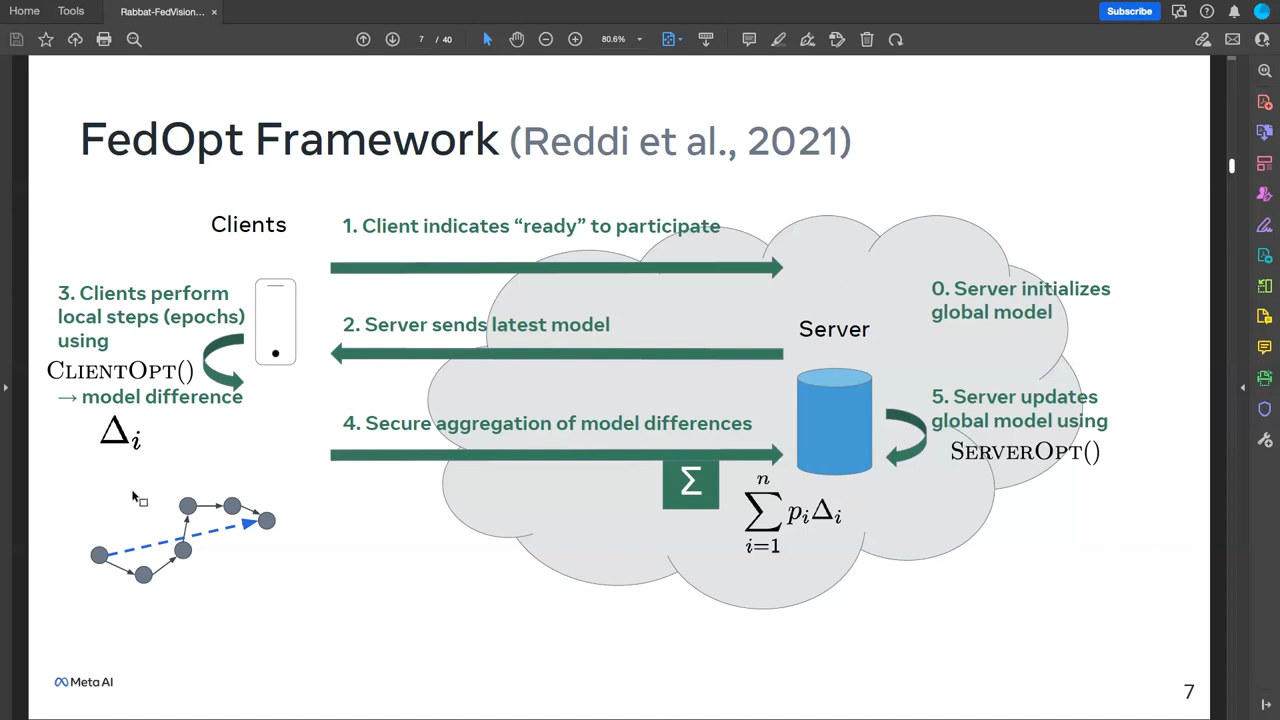 Home
Tools
Rabbat-FedVision...
×
Subscribe
7 / 40
80.6%
FedOpt Framework (Reddi et al., 2021)
Clients
1. Client indicates “ready” to participate
3. Clients perform
local steps (epochs)
using
CLIENTOPT()
→ model difference
Δi
2. Server sends latest model
Server
0. Server initializes
global model
4. Secure aggregation of model differences
Σ
n
∑ piΔi
i=1
5. Server updates
global model using
SERVEROPT()
Meta AI
7